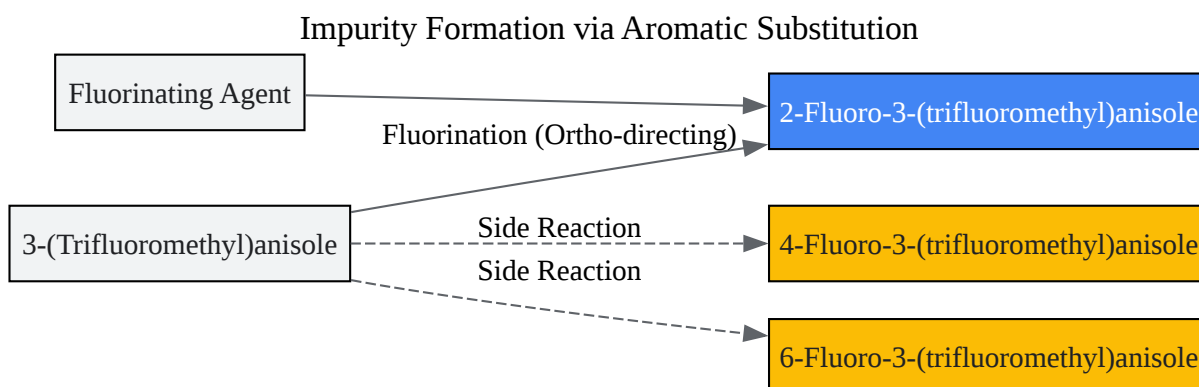 Impurity Formation via Aromatic Substitution
Fluorinating Agent
2-Fluoro-3-(trifluoromethyl)anisole
Fluorination (Ortho-directing)
3-(Trifluoromethyl)anisole
Side Reaction
4-Fluoro-3-(trifluoromethyl)anisole
Side Reaction
6-Fluoro-3-(trifluoromethyl)anisole